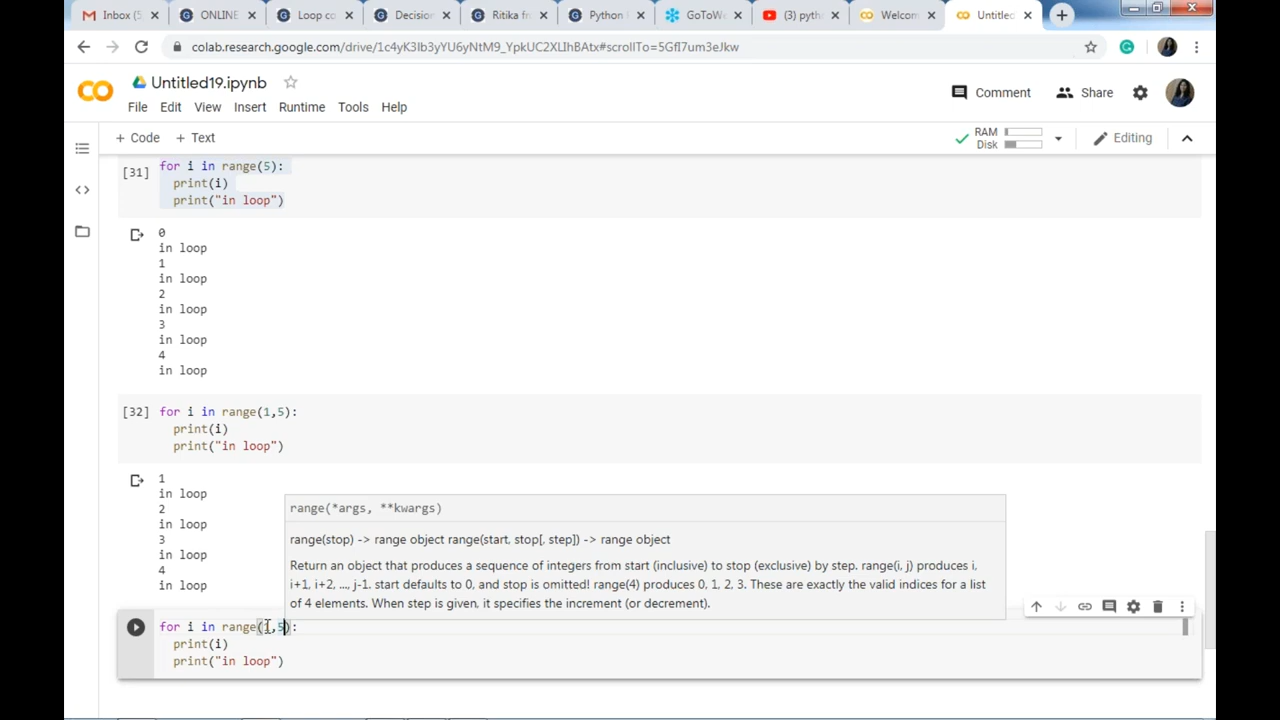 Inbox (5
ONLINE
Loop co
Decision
Ritika fr
Python
GoToWe
(3) pyth
Welcom
Untitled
colab.research.google.com/drive/1c4yK3Ib3yYU6yNtM9_YpkUC2XLIhBAtx#scrollTo=5GfI7um3eJkw
Untitled19.ipynb
Comment
Share
File Edit View Insert Runtime Tools Help
+ Code + Text
RAM
Disk
Editing
[31] for i in range(5):
print(i)
print("in loop")
0
in loop
1
in loop
2
in loop
3
in loop
4
in loop
[32] for i in range(1,5):
print(i)
print("in loop")
1
in loop
2
in loop
3
in loop
4
in loop
range(*args, **kwargs)
range(stop) -> range object range(start, stop[, step]) -> range object
Return an object that produces a sequence of integers from start (inclusive) to stop (exclusive) by step. range(i, j) produces i,
i+1, i+2, ..., j-1. start defaults to 0, and stop is omitted! range(4) produces 0, 1, 2, 3. These are exactly the valid indices for a list
of 4 elements. When step is given, it specifies the increment (or decrement).
for i in range(1,5):
print(i)
print("in loop")